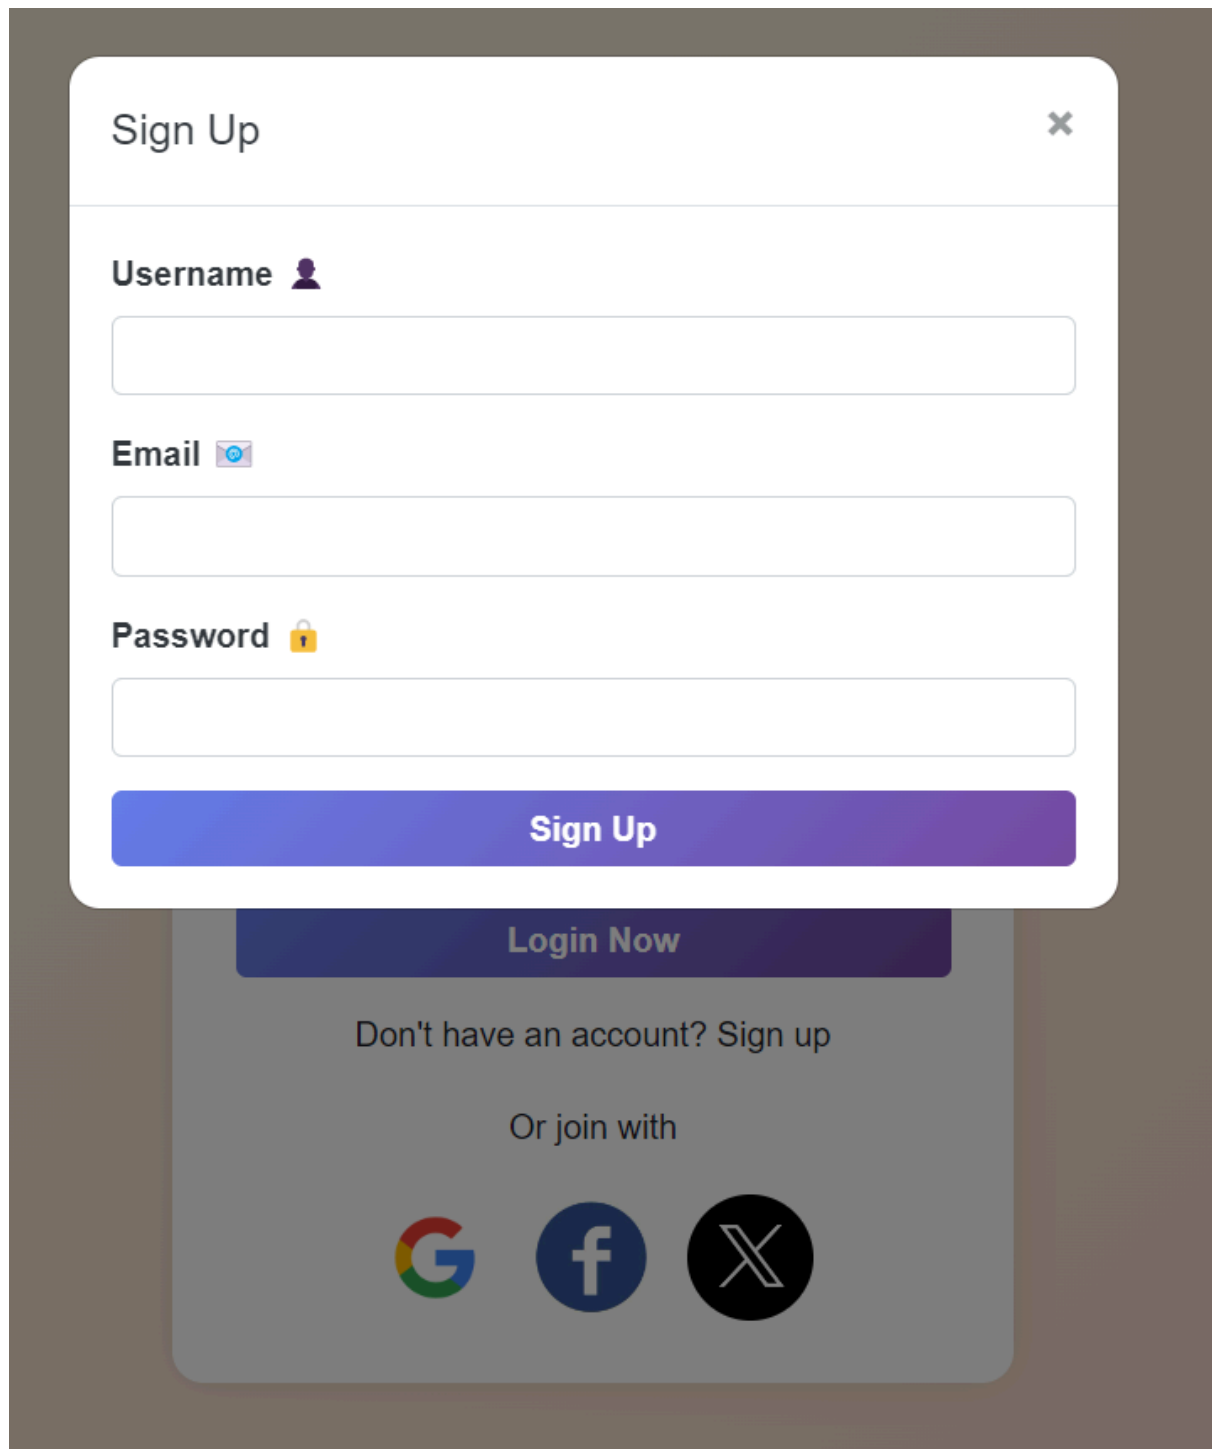 Sign Up
Username
Email
Password
Sign Up
Login Now
Don't have an account? Sign up
Or join with